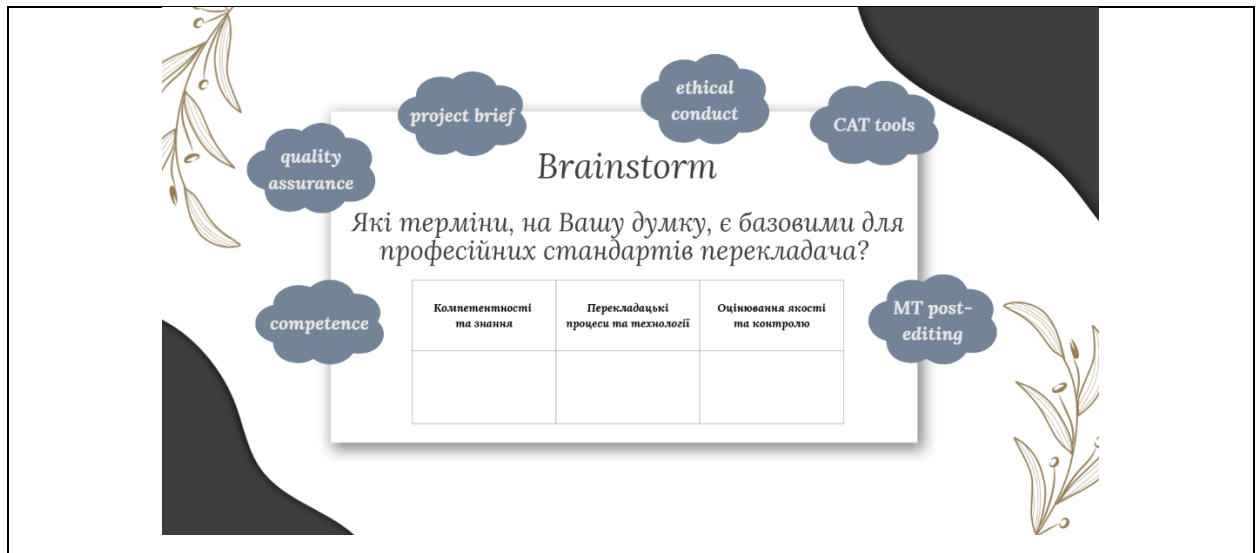 project brief
ethical
conduct
CAT tools
quality
assurance
Brainstorm
Які терміни, на Вашу думку, є базовими для
професійних стандартів перекладача?
competence
Компетентності
та знання
Перекладацькі
процеси та технології
Оцінювання якості
та контролю
MT post-
editing